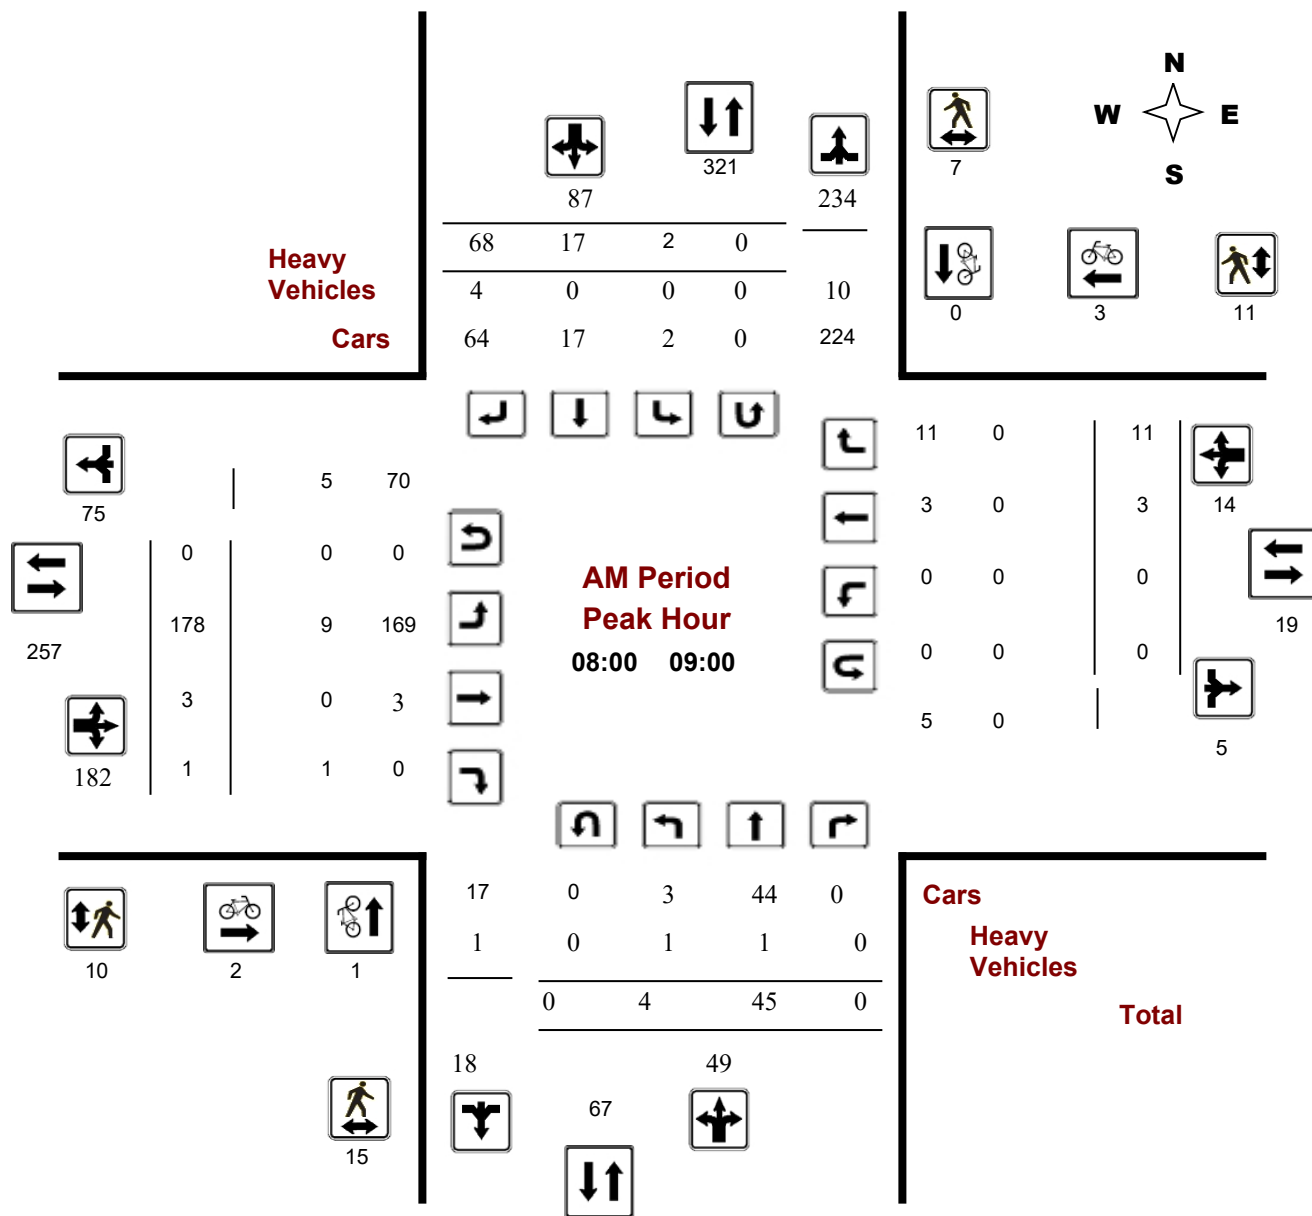 N
W E
S
321
7
87 234
68 17 2 0
Heavy
Vehicles
4 0 0 0 10
0 3 11
Cars
64 17 2 0 224
11 0 11
5 70
75
3 0 3 14
0 0 0
AM Period
0 0 0
Peak Hour
178 9 169
19
257
08:00 09:00
0 0 0
3 0 3
5 0
5
182
1 1 0
17 0 3 44 0
Cars
1 0 1 1 0
Heavy
Vehicles
10 2 1
0 4 45 0
Total
18 49
67
15